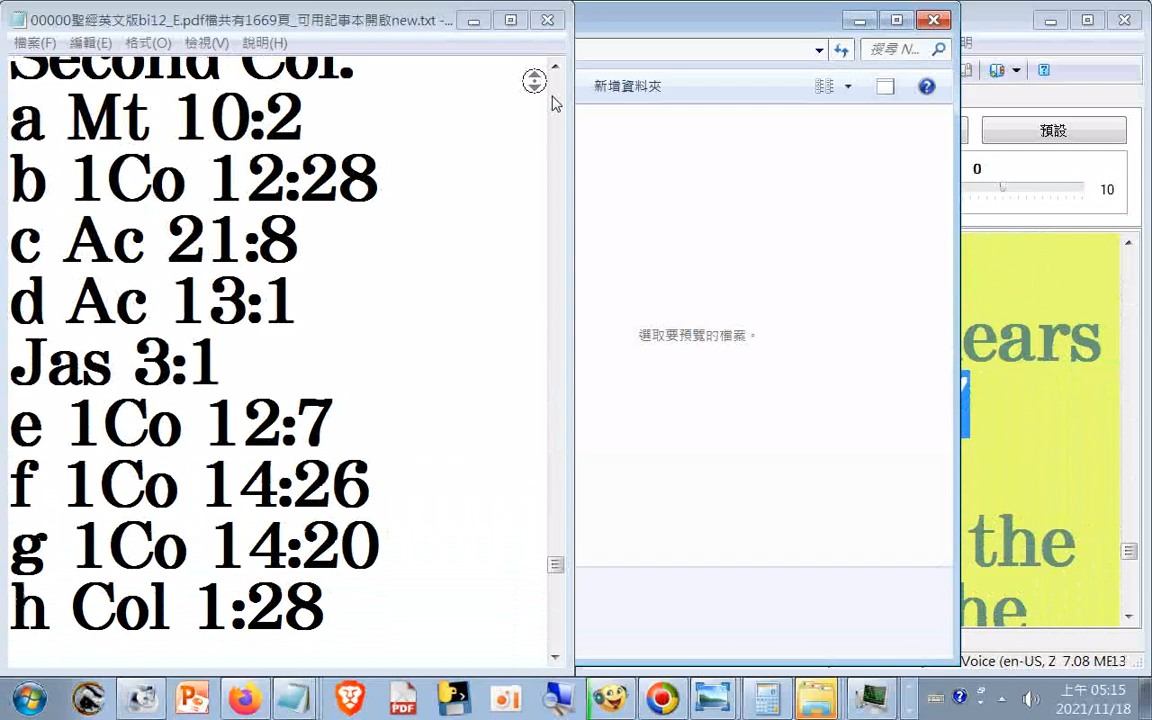 00000聖經英文版bi12_E.pdf檔共有1669頁_可用記事本開啟new.txt -...
檔案(F) 編輯(E) 格式(O) 檢視(V) 說明(H)
Second Col.
a Mt 10:2
b 1Co 12:28
c Ac 21:8
d Ac 13:1
Jas 3:1
e 1Co 12:7
f 1Co 14:26
g 1Co 14:20
h Col 1:28
搜尋 N...
新增資料夾
選取要預覽的檔案。
明
預設
0
10
ears
the
he
Voice (en-US, Z 7.08 ME13
PDF
上午 05:15
2021/11/18